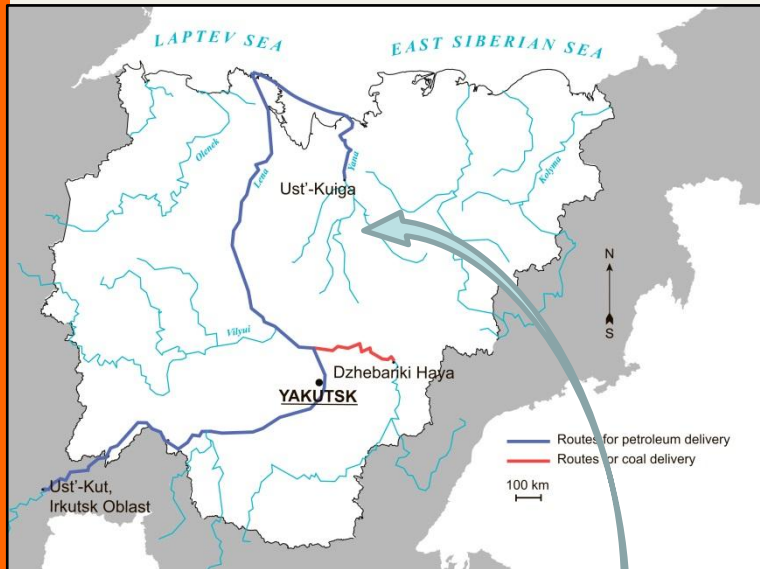 LAPTEV SEA
EAST SIBERIAN SEA
Olenek
Lena
Yana
Kolyma
Ust'-Kuiga
N
S
Vilyui
Dzhebariki Haya
YAKUTSK
Routes for petroleum delivery
Routes for coal delivery
100 km
Ust'-Kut,
Irkutsk Oblast